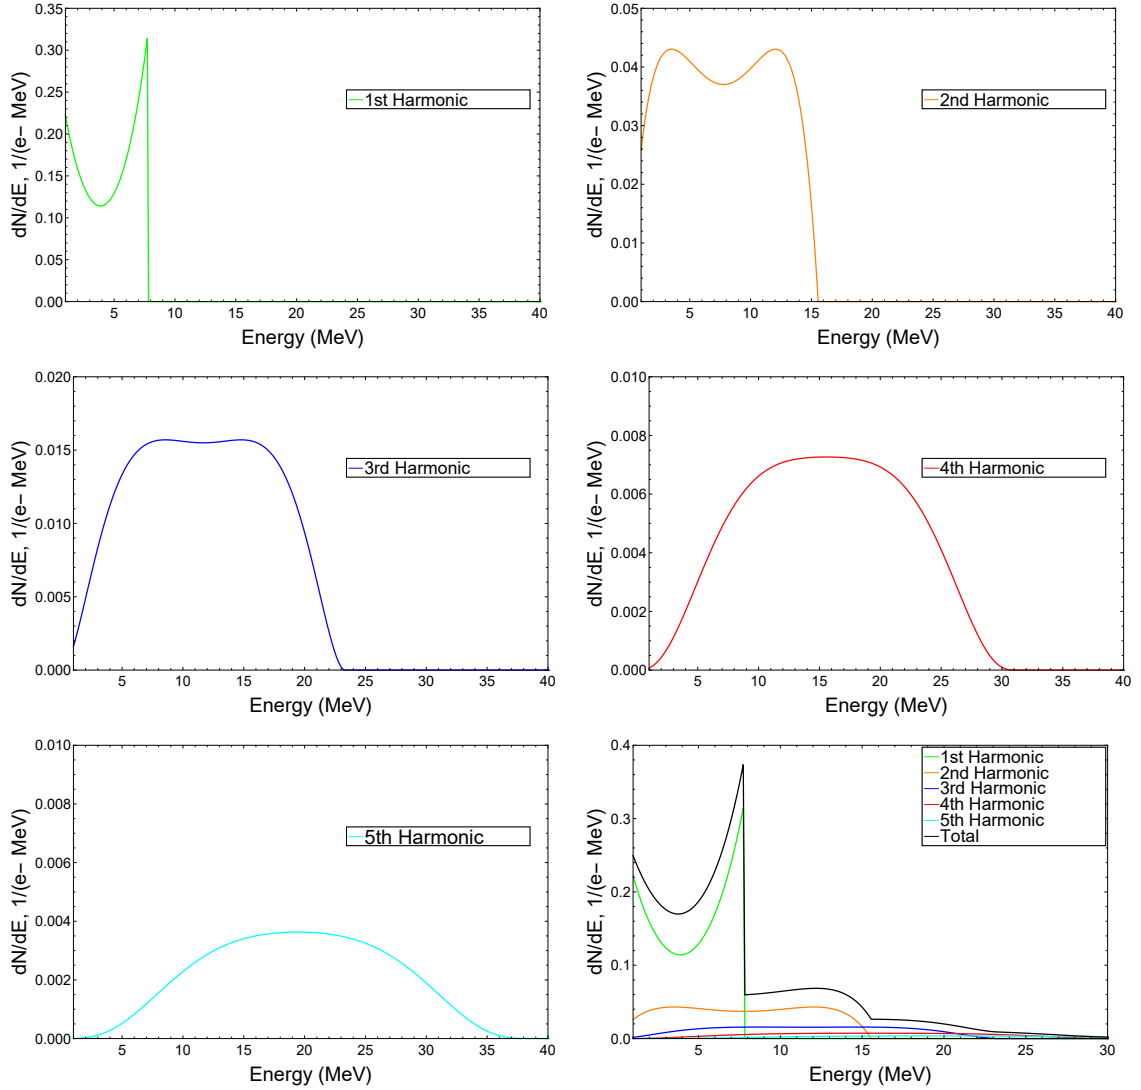 0.35
0.30
0.25
0.20
0.15
0.10
0.05
0.00
dN/dE, 1/(e− MeV)
1st Harmonic
5 10 15 20 25 30 35 40
Energy (MeV)
0.05
0.04
0.03
0.02
0.01
0.00
dN/dE, 1/(e− MeV)
2nd Harmonic
5 10 15 20 25 30 35 40
Energy (MeV)
0.020
0.015
0.010
0.005
0.000
dN/dE, 1/(e− MeV)
3rd Harmonic
5 10 15 20 25 30 35 40
Energy (MeV)
0.010
0.008
0.006
0.004
0.002
0.000
dN/dE, 1/(e− MeV)
4th Harmonic
5 10 15 20 25 30 35 40
Energy (MeV)
0.010
0.008
0.006
0.004
0.002
0.000
dN/dE, 1/(e− MeV)
5th Harmonic
5 10 15 20 25 30 35 40
Energy (MeV)
0.4
0.3
0.2
0.1
0.0
dN/dE, 1/(e− MeV)
1st Harmonic
2nd Harmonic
3rd Harmonic
4th Harmonic
5th Harmonic
Total
5 10 15 20 25 30
Energy (MeV)